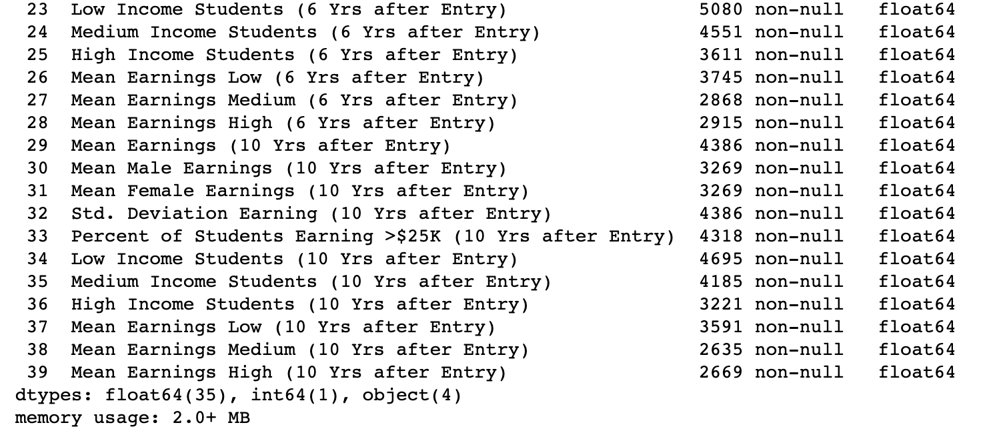 23 Low Income Students (6 Yrs after Entry) 5080 non-null float64
24 Medium Income Students (6 Yrs after Entry) 4551 non-null float64
25 High Income Students (6 Yrs after Entry) 3611 non-null float64
26 Mean Earnings Low (6 Yrs after Entry) 3745 non-null float64
27 Mean Earnings Medium (6 Yrs after Entry) 2868 non-null float64
28 Mean Earnings High (6 Yrs after Entry) 2915 non-null float64
29 Mean Earnings (10 Yrs after Entry) 4386 non-null float64
30 Mean Male Earnings (10 Yrs after Entry) 3269 non-null float64
31 Mean Female Earnings (10 Yrs after Entry) 3269 non-null float64
32 Std. Deviation Earning (10 Yrs after Entry) 4386 non-null float64
33 Percent of Students Earning >$25K (10 Yrs after Entry) 4318 non-null float64
34 Low Income Students (10 Yrs after Entry) 4695 non-null float64
35 Medium Income Students (10 Yrs after Entry) 4185 non-null float64
36 High Income Students (10 Yrs after Entry) 3221 non-null float64
37 Mean Earnings Low (10 Yrs after Entry) 3591 non-null float64
38 Mean Earnings Medium (10 Yrs after Entry) 2635 non-null float64
39 Mean Earnings High (10 Yrs after Entry) 2669 non-null float64
dtypes: float64(35), int64(1), object(4)
memory usage: 2.0+ MB